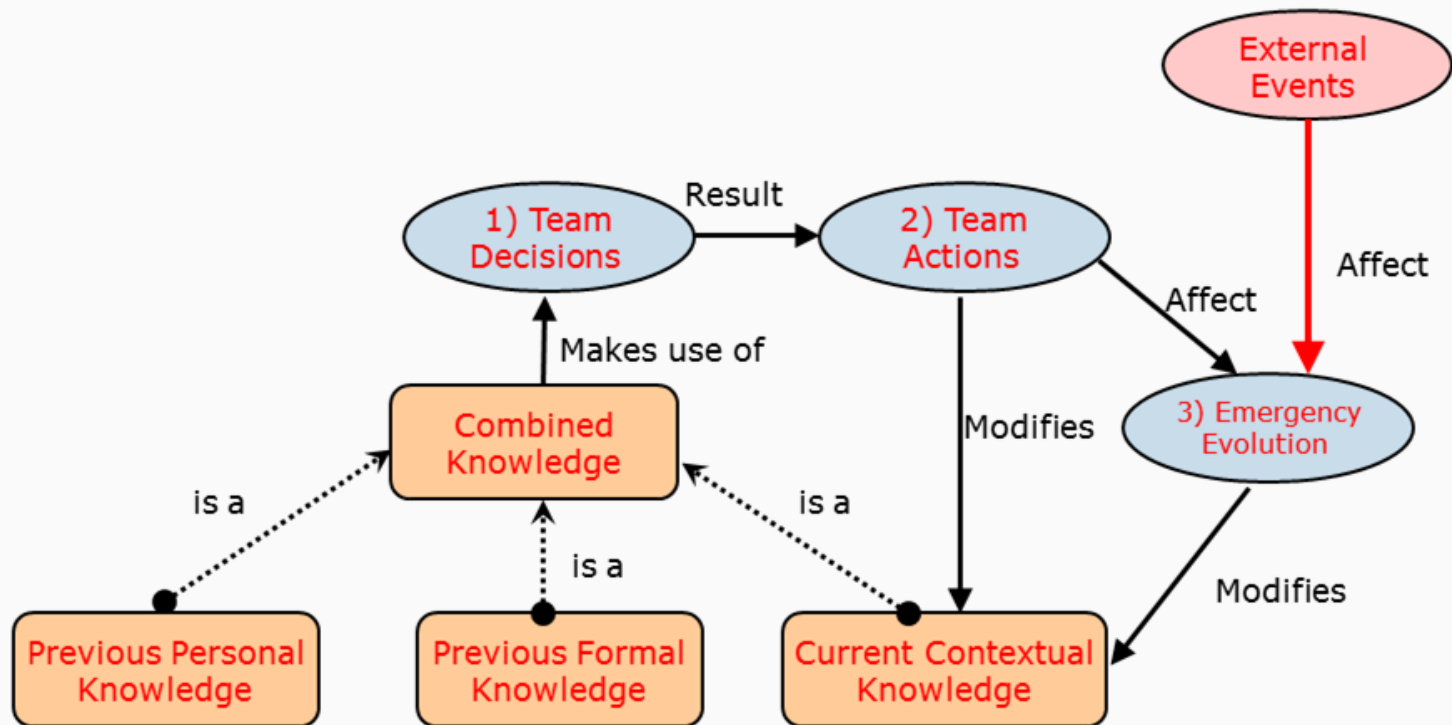 External
Events
Result
1) Team
Decisions
2) Team
Actions
Affect
Affect
Makes use of
Combined
Knowledge
Modifies
3) Emergency
Evolution
is a
is a
is a
Modifies
Previous Personal
Knowledge
Previous Formal
Knowledge
Current Contextual
Knowledge